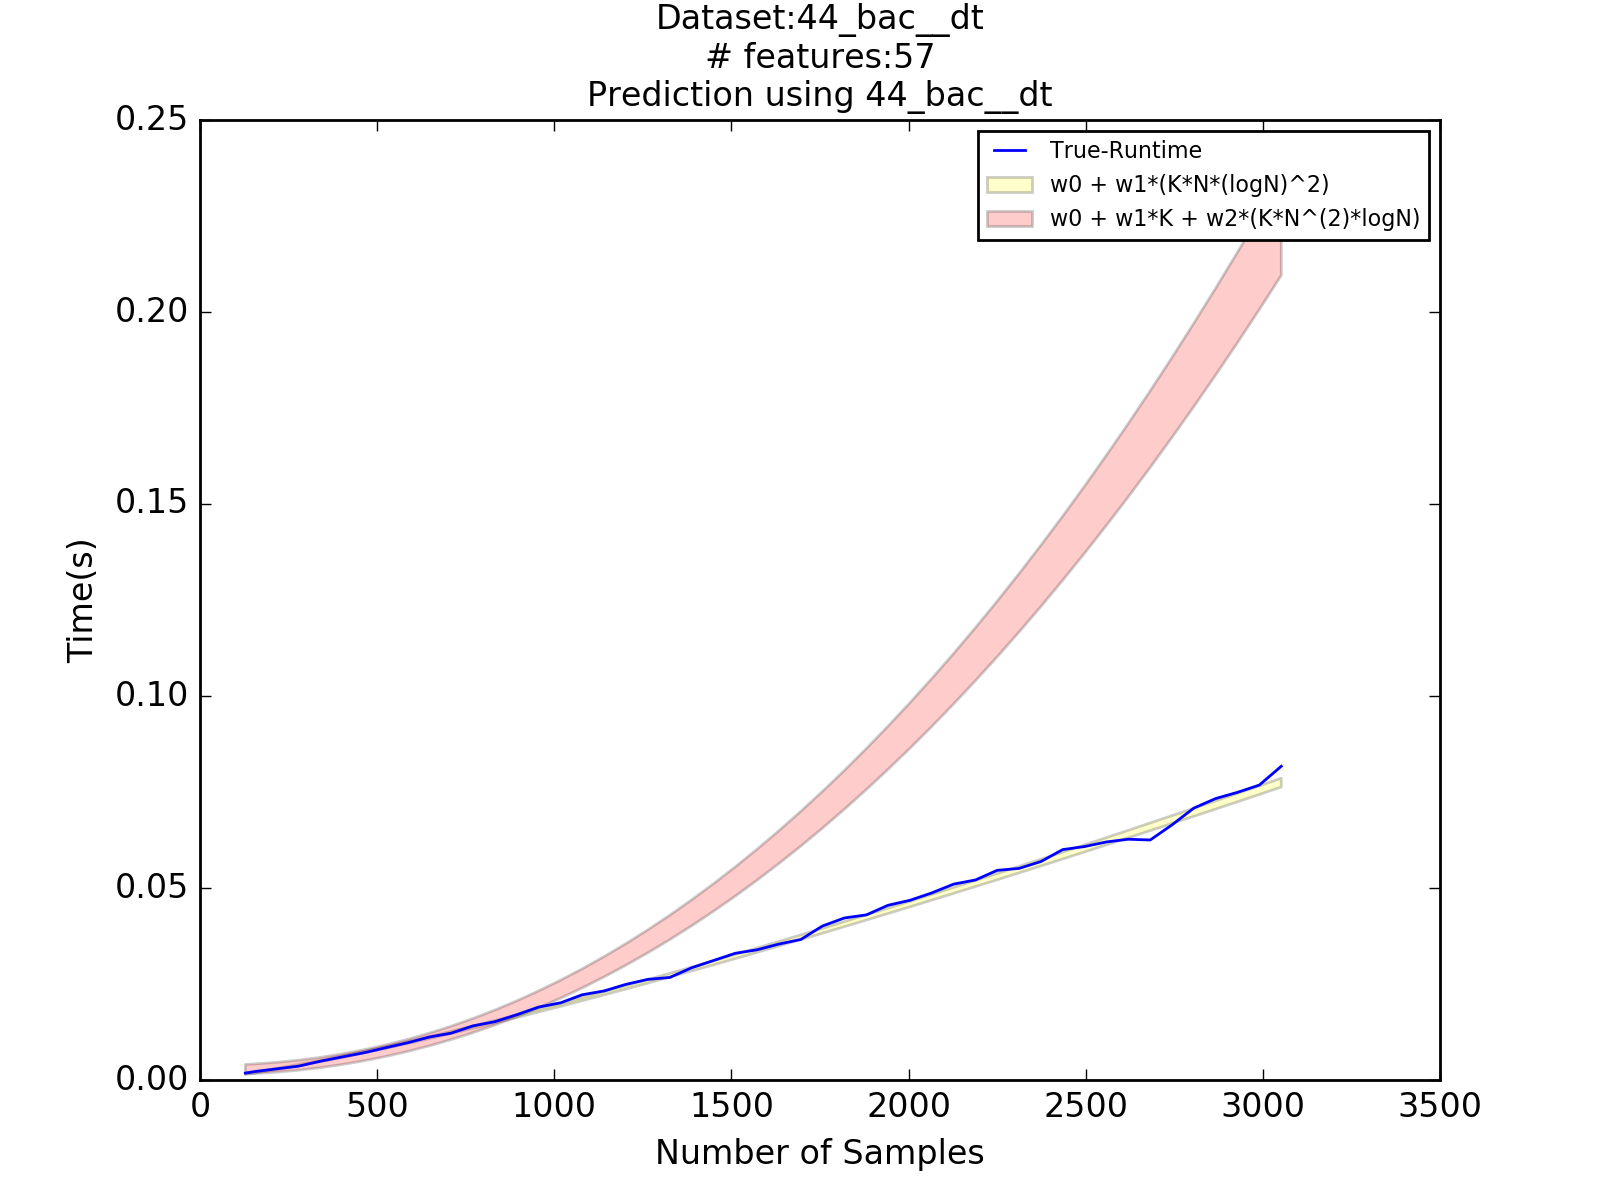 Dataset:44_bac__dt
# features:57
Prediction using 44_bac__dt
0.25
0.20
0.15
0.10
0.05
0.00
Time(s)
True-Runtime
w0 + w1*(K*N*(logN)^2)
w0 + w1*K + w2*(K*N^(2)*logN)
0 500 1000 1500 2000 2500 3000 3500
Number of Samples